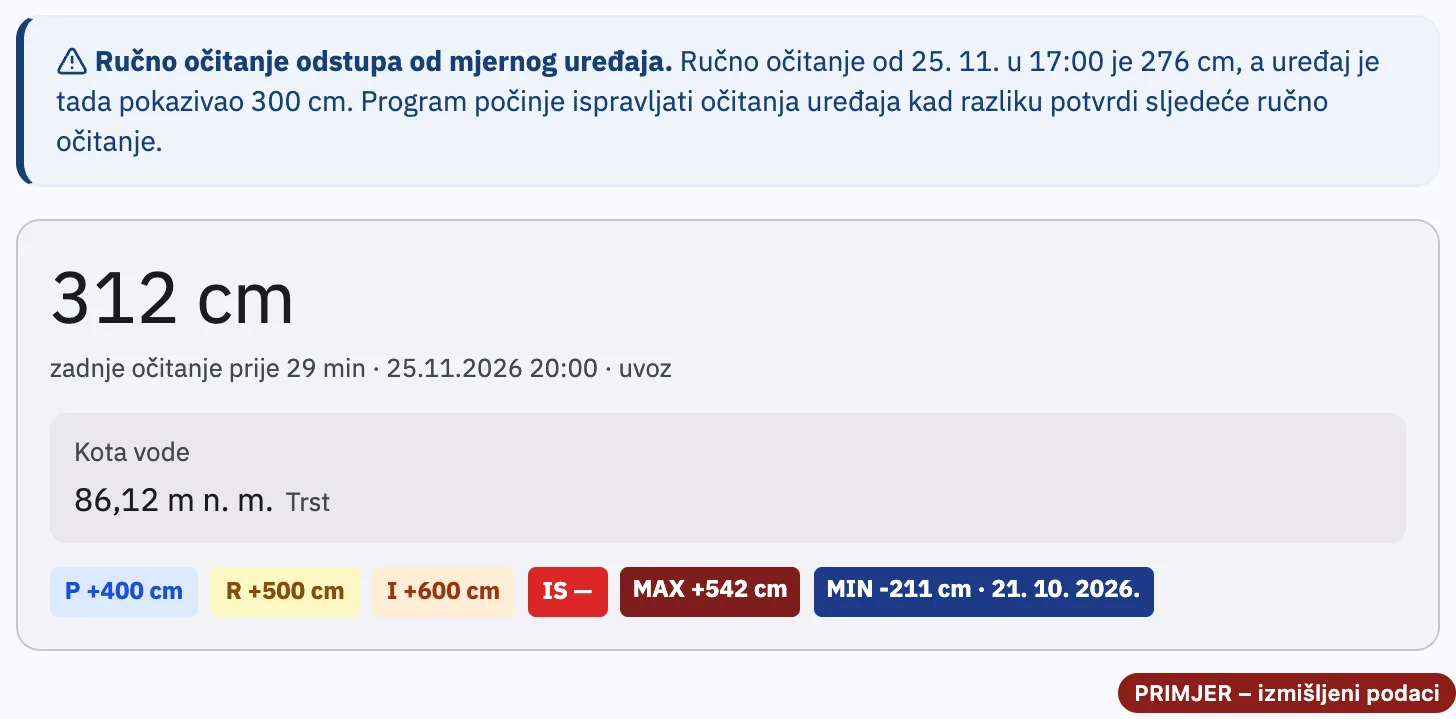 Ručno očitanje odstupa od mjernog uređaja. Ručno očitanje od 25. 11. u 17:00 je 276 cm, a uređaj je
tada pokazivao 300 cm. Program počinje ispravljati očitanja uređaja kad razliku potvrdi sljedeće ručno
očitanje.
312 cm
zadnje očitanje prije 29 min · 25.11.2026 20:00 · uvoz
Kota vode
86,12 m n. m. Trst
P +400 cm R +500 cm I +600 cm IS — MAX +542 cm MIN -211 cm · 21. 10. 2026.
PRIMJER – izmišljeni podaci